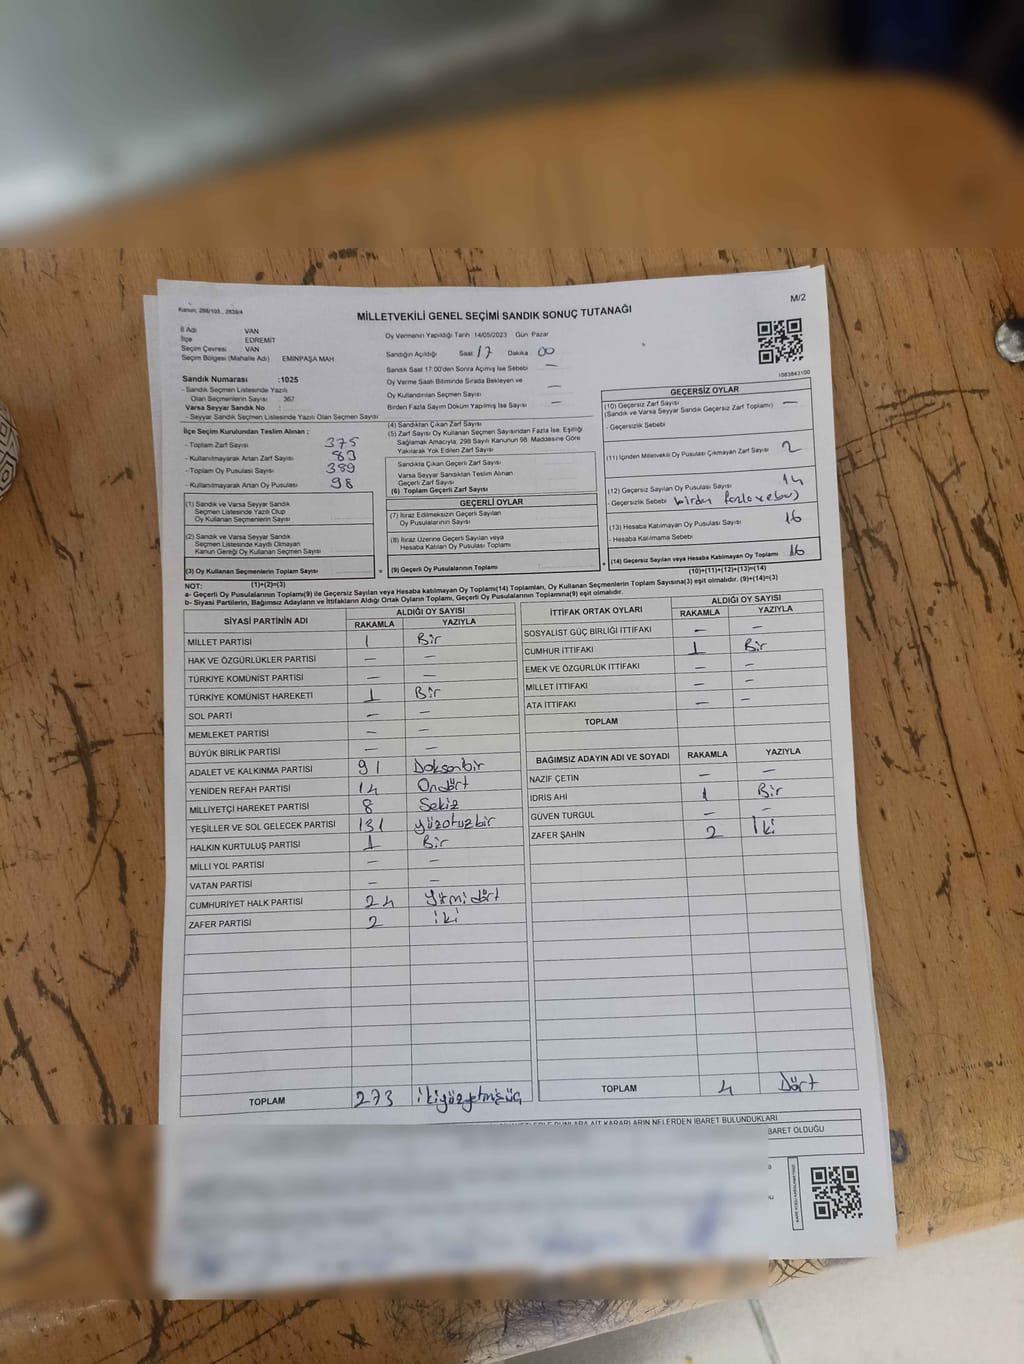 Kanun: 298/103 , 2839/4
M/2
MİLLETVEKİLİ GENEL SEÇİMİ SANDIK SONUÇ TUTANAĞI
İl Adı : VAN
İlçe EDREMİT
Seçim Çevresi : VAN
Seçim Bölgesi (Mahalle Adı) EMİNPAŞA MAH.
Sandık Numarası :1025
- Sandık Seçmen Listesinde Yazılı
Olan Seçmenlerin Sayısı 367
Varsa Seyyar Sandık No :
- Seyyar Sandık Seçmen Listesinde Yazılı Olan Seçmen Sayısı
Oy Vermenin Yapıldığı Tarih :14/05/2023 Gün: Pazar
Sandığın Açıldığı Saat 17 Dakika 00
Sandık Saat 17:00'den Sonra Açımış İse Sebebi —
Oy Verme Saati Bitiminde Sırada Bekleyen ve
Oy Kullandırılan Seçmen Sayısı —
Birden Fazla Sayım Döküm Yapılmış İse Sayısı —
1083843100
İlçe Seçim Kurulundan Teslim Alınan :
- Toplam Zarf Sayısı 375
- Kullanılmayarak Artan Zarf Sayısı 83
- Toplam Oy Pusulası Sayısı 389
- Kullanılmayarak Artan Oy Pusulası 98
(1) Sandık ve Varsa Seyyar Sandık
Seçmen Listesinde Yazılı Olup
Oy Kullanan Seçmenlerin Sayısı
(2) Sandık ve Varsa Seyyar Sandık
Seçmen Listesinde Kayıtlı Olmayan
Kanun Gereği Oy Kullanan Seçmen Sayısı
(3) Oy Kullanan Seçmenlerin Toplam Sayısı
(1)+(2)=(3)
(4) Sandıktan Çıkan Zarf Sayısı
(5) Zarf Sayısı Oy Kullanan Seçmen Sayısından Fazla İse; Eşitliği
Sağlamak Amacıyla; 298 Sayılı Kanunun 98. Maddesine Göre
Yakılarak Yok Edilen Zarf Sayısı
Sandıkta Çıkan Geçerli Zarf Sayısı
Varsa Seyyar Sandıktan Teslim Alınan
Geçerli Zarf Sayısı
(6) Toplam Geçerli Zarf Sayısı
GEÇERLİ OYLAR
(7) İtiraz Edilmeksizin Geçerli Sayılan
Oy Pusulalarının Sayısı
(8) İtiraz Üzerine Geçerli Sayılan veya
Hesaba Katılan Oy Pusulası Toplamı
(9) Geçerli Oy Pusulalarının Toplamı
GEÇERSİZ OYLAR
(10) Geçersiz Zarf Sayısı —
(Sandık ve Varsa Seyyar Sandık Geçersiz Zarf Toplamı)
- Geçersizlik Sebebi
(11) İçinden Milletvekili Oy Pusulası Çıkmayan Zarf Sayısı 2
(12) Geçersiz Sayılan Oy Pusulası Sayısı 14
- Geçersizlik Sebebi birden fazla
(13) Hesaba Katılmayan Oy Pusulası Sayısı 16
- Hesaba Katılmama Sebebi
(14) Geçersiz Sayılan veya Hesaba Katılmayan Oy Toplamı 16
(10)+(11)+(12)+(13)=(14)
NOT:
a- Geçerli Oy Pusulalarının Toplamı(9) ile Geçersiz Sayılan veya Hesaba katılmayan Oy Toplamı(14) Toplamları, Oy Kullanan Seçmenlerin Toplam Sayısına(3) eşit olmalıdır. (9)+(14)=(3)
b- Siyasi Partilerin, Bağımsız Adayların ve İttifakların Aldığı Ortak Oyların Toplamı, Geçerli Oy Pusulalarının Toplamına(9) eşit olmalıdır.
SİYASİ PARTİNİN ADI ALDIĞI OY SAYISI
RAKAMLA YAZIYLA
MİLLET PARTİSİ 1 Bir
HAK VE ÖZGÜRLÜKLER PARTİSİ — —
TÜRKİYE KOMÜNİST PARTİSİ — —
TÜRKİYE KOMÜNİST HAREKETİ 1 Bir
SOL PARTİ — —
MEMLEKET PARTİSİ — —
BÜYÜK BİRLİK PARTİSİ — —
ADALET VE KALKINMA PARTİSİ 91 Doksanbir
YENİDEN REFAH PARTİSİ 14 Ondört
MİLLİYETÇİ HAREKET PARTİSİ 8 Sekiz
YEŞİLLER VE SOL GELECEK PARTİSİ 131 yüzotuzbir
HALKIN KURTULUŞ PARTİSİ 1 Bir
MİLLİ YOL PARTİSİ — —
VATAN PARTİSİ — —
CUMHURİYET HALK PARTİSİ 24 yirmidört
ZAFER PARTİSİ 2 iki
TOPLAM 273 ikiyüzyetmişüç
İTTİFAK ORTAK OYLARI ALDIĞI OY SAYISI
RAKAMLA YAZIYLA
SOSYALİST GÜÇ BİRLİĞİ İTTİFAKI — —
CUMHUR İTTİFAKI 1 Bir
EMEK VE ÖZGÜRLÜK İTTİFAKI — —
MİLLET İTTİFAKI — —
ATA İTTİFAKI — —
TOPLAM
BAĞIMSIZ ADAYIN ADI VE SOYADI RAKAMLA YAZIYLA
NAZİF ÇETİN — —
İDRİS AHİ 1 Bir
GÜVEN TURGUL — —
ZAFER ŞAHİN 2 İki
TOPLAM 4 Dört
BUNLARA AİT KARARLARIN NELERDEN İBARET BULUNDUKLARI
BARET OLDUĞU